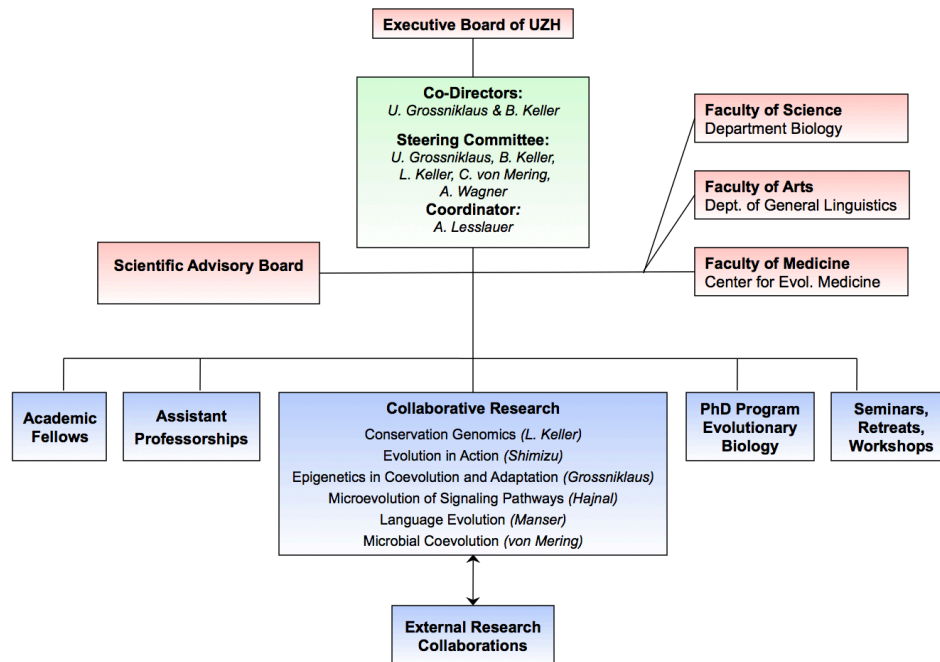 Executive Board of UZH
Co-Directors:
U. Grossniklaus & B. Keller
Steering Committee:
U. Grossniklaus, B. Keller,
L. Keller, C. von Mering,
A. Wagner
Coordinator:
A. Lesslauer
Faculty of Science
Department Biology
Faculty of Arts
Dept. of General Linguistics
Faculty of Medicine
Center for Evol. Medicine
Scientific Advisory Board
Academic
Fellows
Assistant
Professorships
Collaborative Research
Conservation Genomics (L. Keller)
Evolution in Action (Shimizu)
Epigenetics in Coevolution and Adaptation (Grossniklaus)
Microevolution of Signaling Pathways (Hajnal)
Language Evolution (Manser)
Microbial Coevolution (von Mering)
PhD Program
Evolutionary
Biology
Seminars,
Retreats,
Workshops
External Research
Collaborations